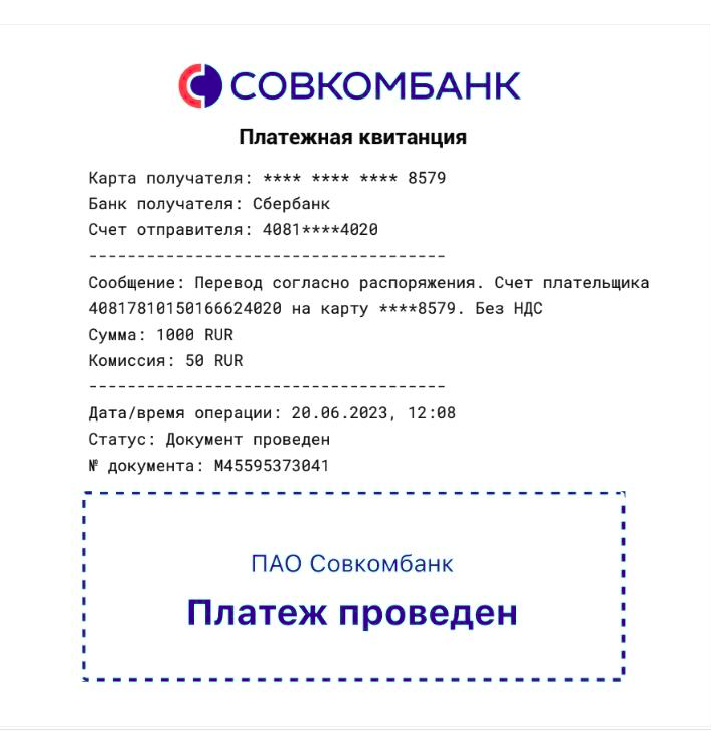 СОВКОМБАНК
Платежная квитанция
Карта получателя: **** **** **** 8579
Банк получателя: Сбербанк
Счет отправителя: 4081****4020
-------------------------------------
Сообщение: Перевод согласно распоряжения. Счет плательщика
40817810150166624020 на карту ****8579. Без НДС
Сумма: 1000 RUR
Комиссия: 50 RUR
-------------------------------------
Дата/время операции: 20.06.2023, 12:08
Статус: Документ проведен
№ документа: М45595373041
ПАО Совкомбанк
Платеж проведен